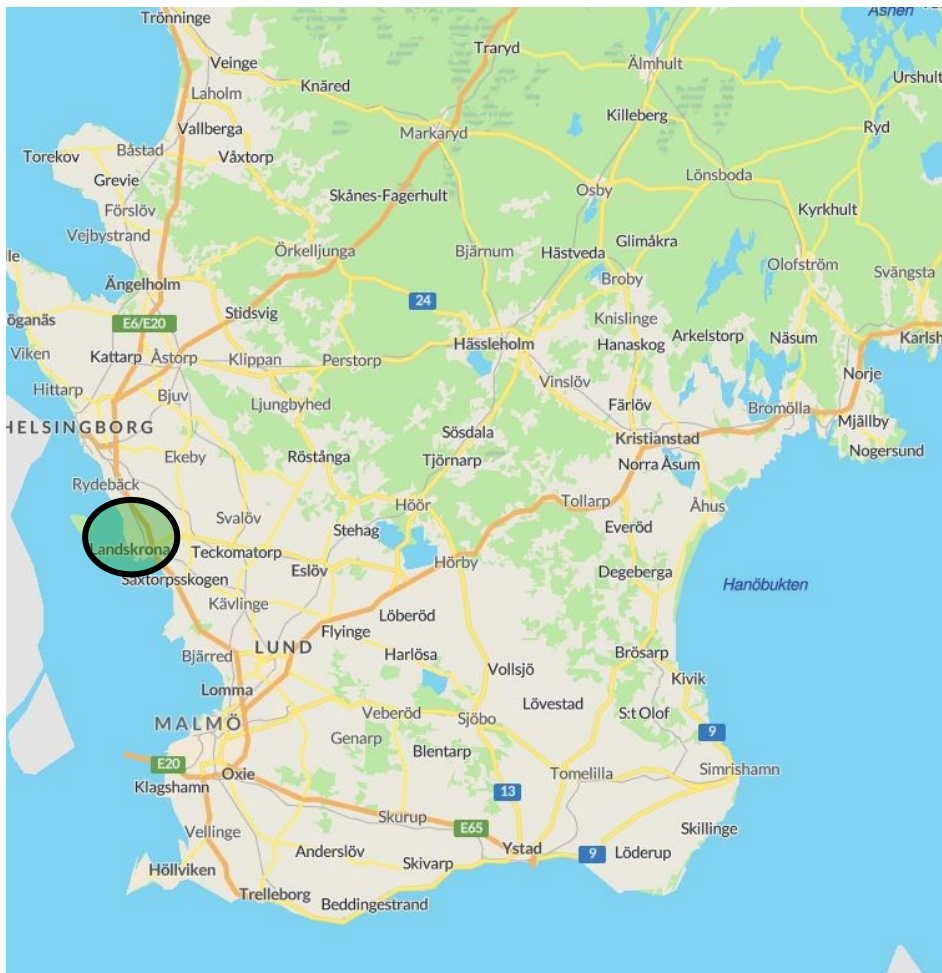 Trönninge
Åsnen
Veinge
Traryd
Älmhult
Knäred
Urshult
Laholm
Killeberg
Vallberga
Markaryd
Ryd
Torekov
Båstad
Våxtorp
Lönsboda
Grevie
Skånes-Fagerhult
Osby
Förslöv
Kyrkhult
Vejbystrand
Örkelljunga
Bjärnum
Hästveda
Glimåkra
lle
Olofström
Svängsta
Ängelholm
Broby
24
Stidsvig
öganäs
E6/E20
Knislinge
Viken
Kattarp
Åstorp
Klippan
Perstorp
Hässleholm
Hanaskog
Arkelstorp
Näsum
Karlsh
Hittarp
Bjuv
Vinslöv
Norje
Ljungbyhed
Färlöv
Bromölla
HELSINGBORG
Sösdala
Kristianstad
Mjällby
Ekeby
Röstånga
Tjörnarp
Norra Åsum
Nogersund
Rydebäck
Höör
Tollarp
Åhus
Svalöv
Stehag
Everöd
Landskrona
Teckomatorp
Hörby
Saxtorpsskogen
Eslöv
Degeberga
Hanöbukten
Kävlinge
Löberöd
Flyinge
Bjärred
LUND
Harlösa
Brösarp
Vollsjö
Kivik
Lomma
Lövestad
S:t Olof
MALMÖ
Veberöd
Sjöbo
9
Genarp
Blentarp
E20
Oxie
Tomelilla
Simrishamn
Klagshamn
13
Skurup
E65
Skillinge
Vellinge
Anderslöv
Ystad
9
Löderup
Höllviken
Skivarp
Trelleborg
Beddingestrand